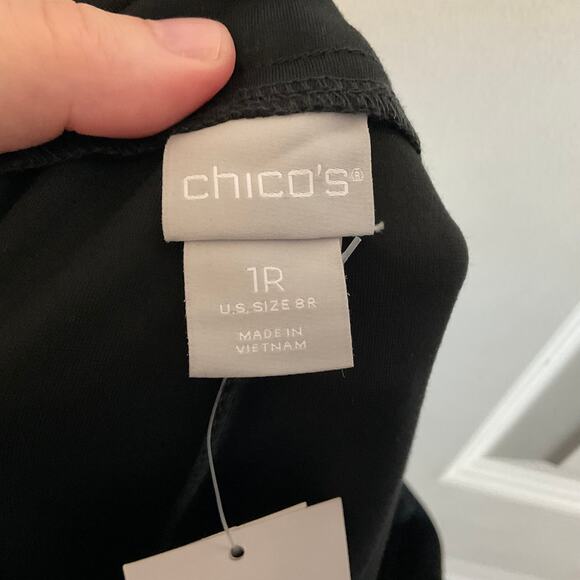 chico's®
1R
U.S. SIZE 8R
MADE IN
VIETNAM